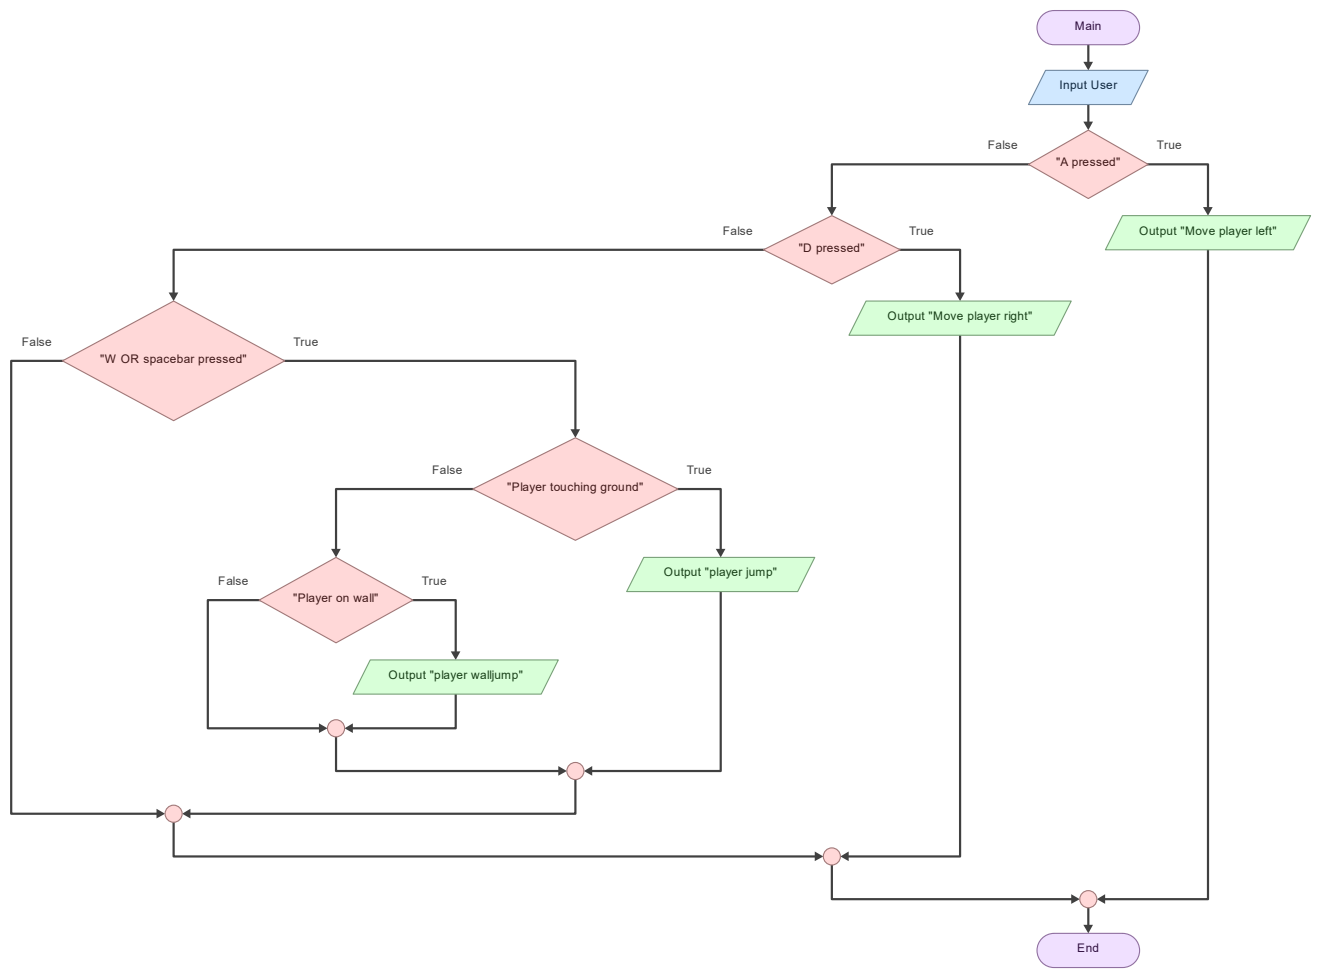 Main
Input User
False
True
"A pressed"
False
True
Output "Move player left"
"D pressed"
Output "Move player right"
False
True
"W OR spacebar pressed"
False
True
"Player touching ground"
Output "player jump"
False
True
"Player on wall"
Output "player walljump"
End